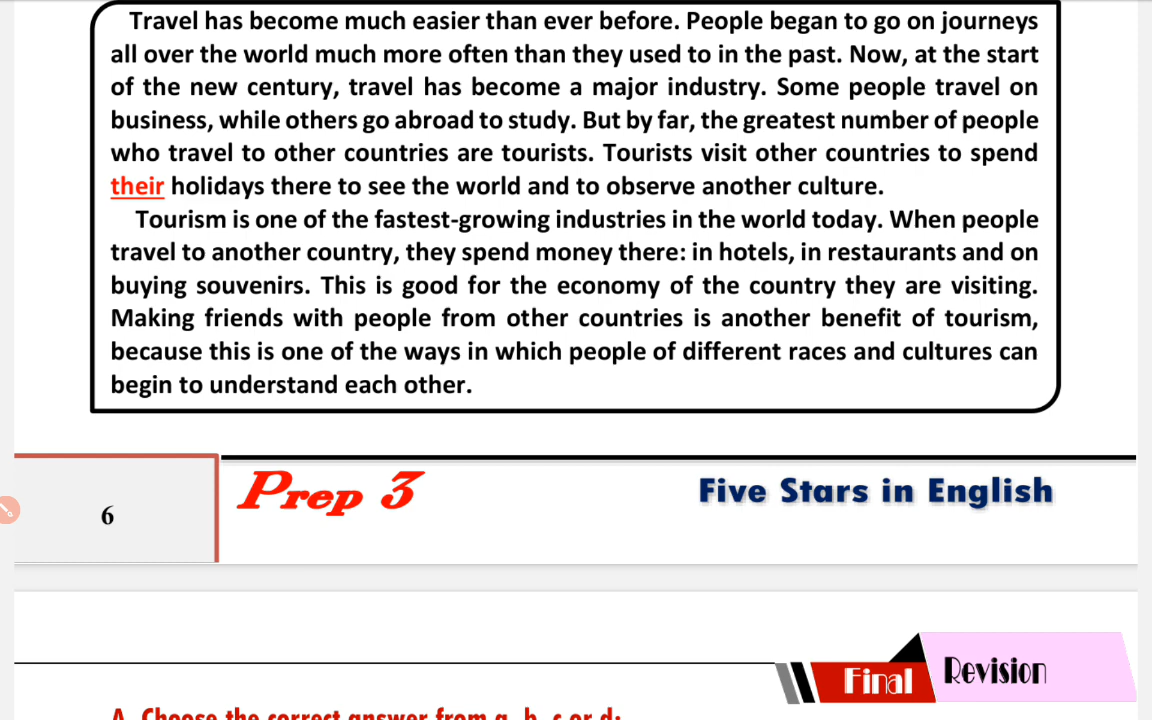 Travel has become much easier than ever before. People began to go on journeys
all over the world much more often than they used to in the past. Now, at the start
of the new century, travel has become a major industry. Some people travel on
business, while others go abroad to study. But by far, the greatest number of people
who travel to other countries are tourists. Tourists visit other countries to spend
their holidays there to see the world and to observe another culture.
Tourism is one of the fastest-growing industries in the world today. When people
travel to another country, they spend money there: in hotels, in restaurants and on
buying souvenirs. This is good for the economy of the country they are visiting.
Making friends with people from other countries is another benefit of tourism,
because this is one of the ways in which people of different races and cultures can
begin to understand each other.
6
Prep 3
Five Stars in English
Final Revision
A. Choose the correct answer from a, b, c or d: